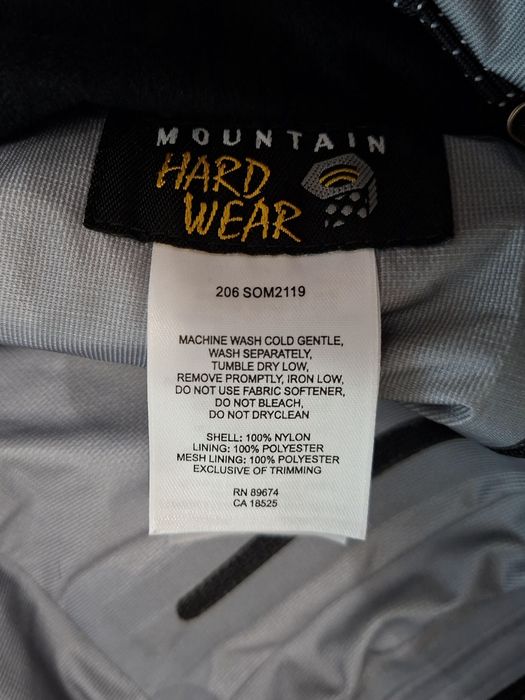 MOUNTAIN
HARD
WEAR
206 SOM2119
MACHINE WASH COLD GENTLE,
WASH SEPARATELY,
TUMBLE DRY LOW,
REMOVE PROMPTLY, IRON LOW,
DO NOT USE FABRIC SOFTENER,
DO NOT BLEACH,
DO NOT DRYCLEAN
SHELL: 100% NYLON
LINING: 100% POLYESTER
MESH LINING: 100% POLYESTER
EXCLUSIVE OF TRIMMING
RN 89674
CA 18525